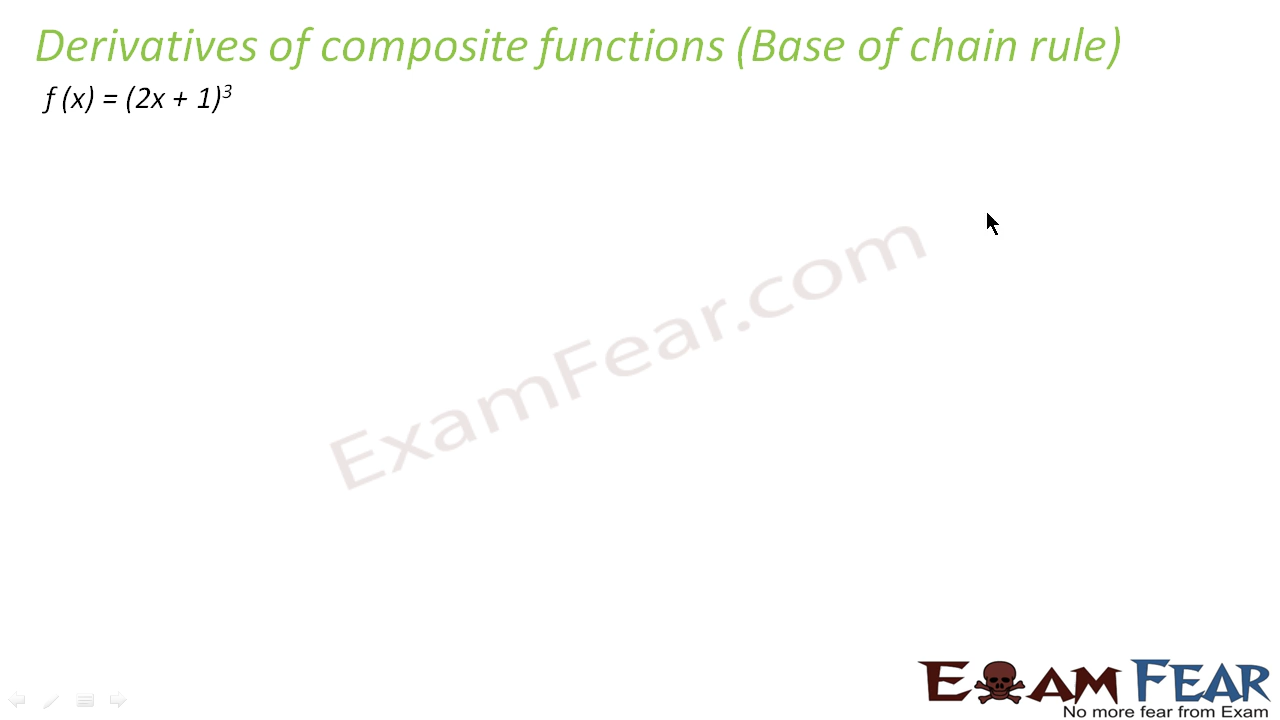 Derivatives of composite functions (Base of chain rule)
f (x) = (2x + 1)³
ExamFear.com
EXAM FEAR
No more fear from Exam